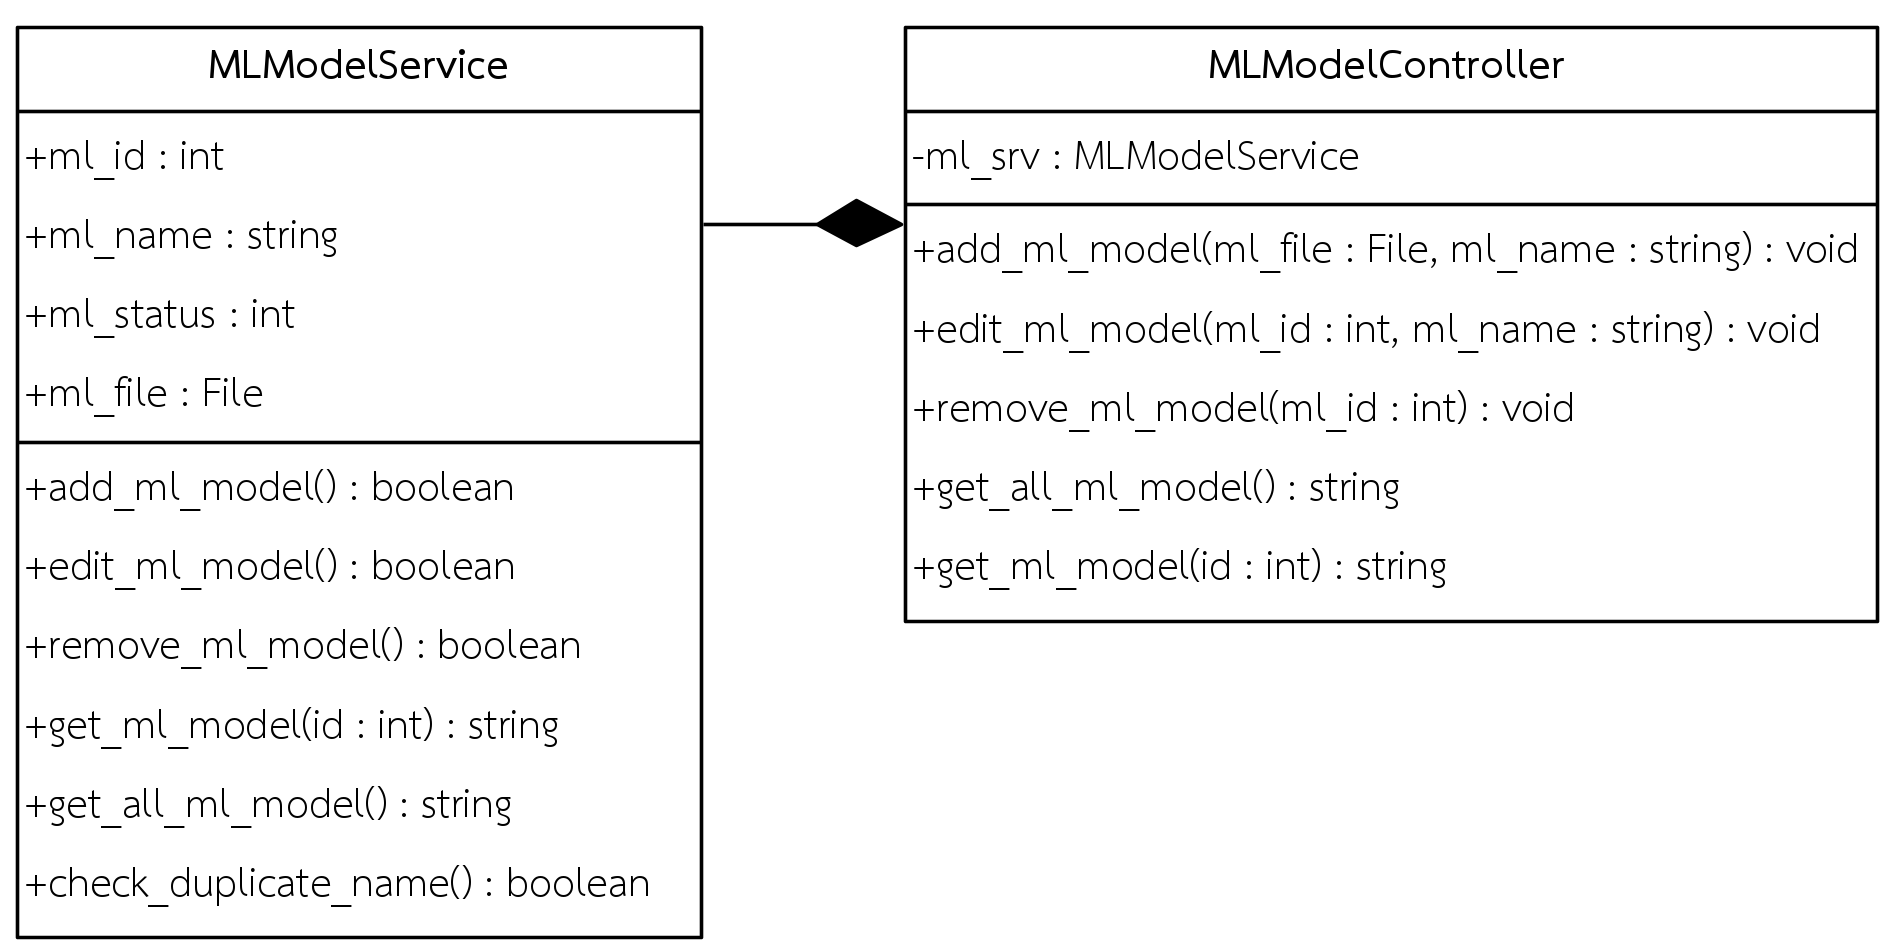 MLModelService
+ml_id : int
+ml_name : string
+ml_status : int
+ml_file : File
+add_ml_model() : boolean
+edit_ml_model() : boolean
+remove_ml_model() : boolean
+get_ml_model(id : int) : string
+get_all_ml_model() : string
+check_duplicate_name() : boolean
MLModelController
-ml_srv : MLModelService
+add_ml_model(ml_file : File, ml_name : string) : void
+edit_ml_model(ml_id : int, ml_name : string) : void
+remove_ml_model(ml_id : int) : void
+get_all_ml_model() : string
+get_ml_model(id : int) : string